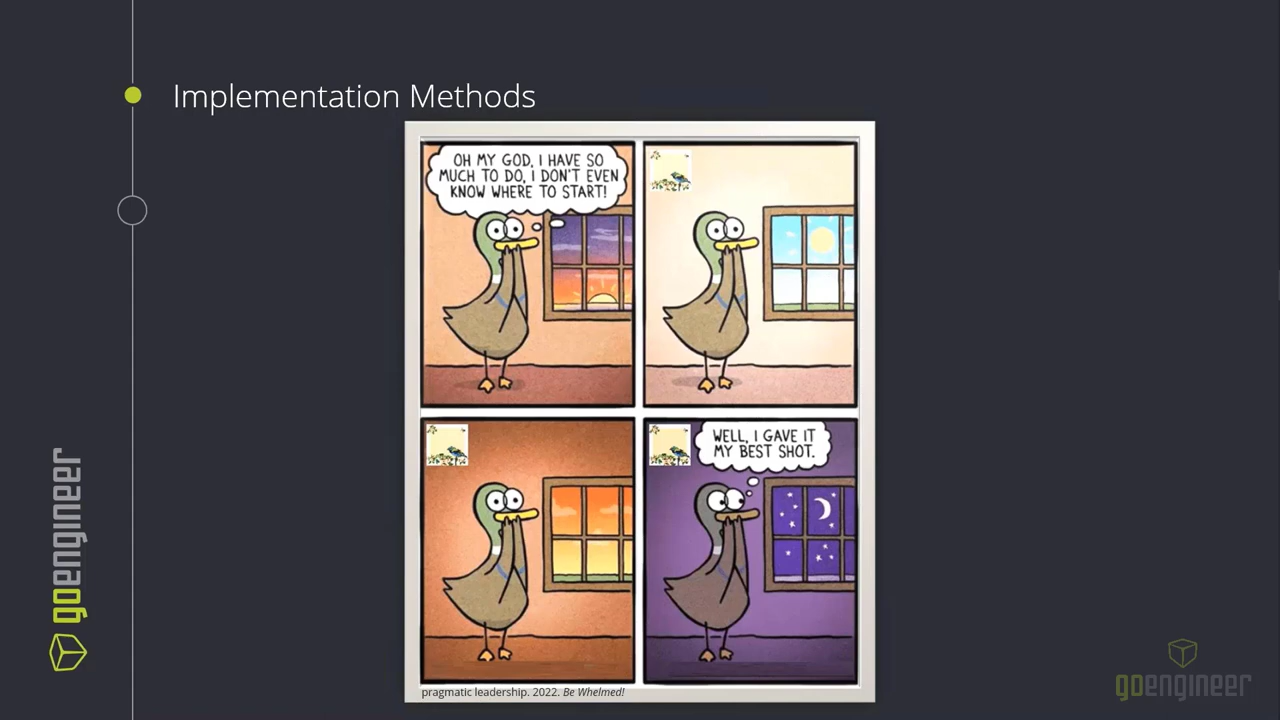 Implementation Methods
OH MY GOD, I HAVE SO
MUCH TO DO, I DON'T EVEN
KNOW WHERE TO START!
WELL, I GAVE IT
MY BEST SHOT.
pragmatic leadership. 2022. Be Whelmed!
goengineer
goengineer